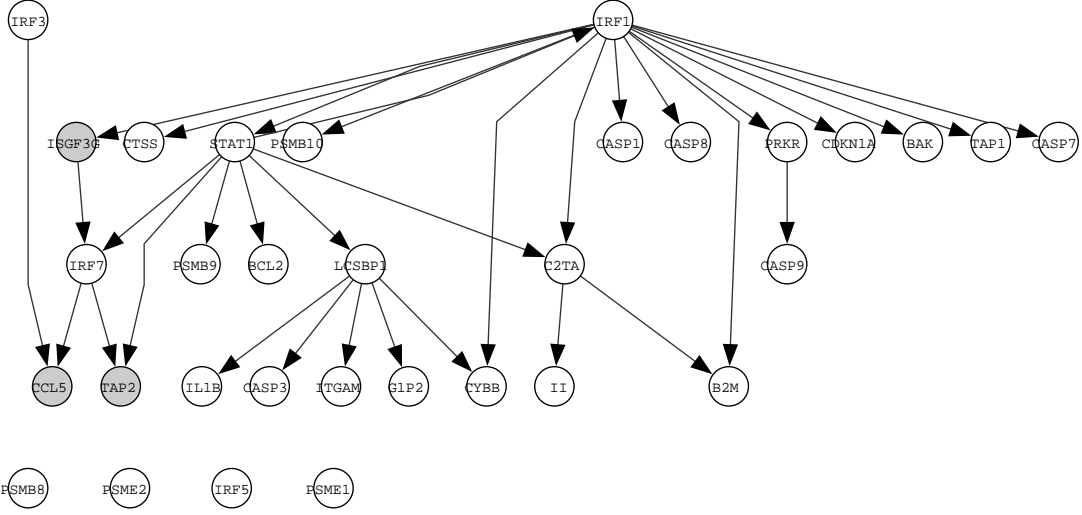 IRF3 IRF1
ISGF3G CTSS STAT1 PSMB10 CASP1 CASP8 PRKR CDKN1A BAK TAP1 CASP7
IRF7 PSMB9 BCL2 LCSBP1 C2TA CASP9
CCL5 TAP2 IL1B CASP3 ITGAM G1P2 CYBB II B2M
PSMB8 PSME2 IRF5 PSME1